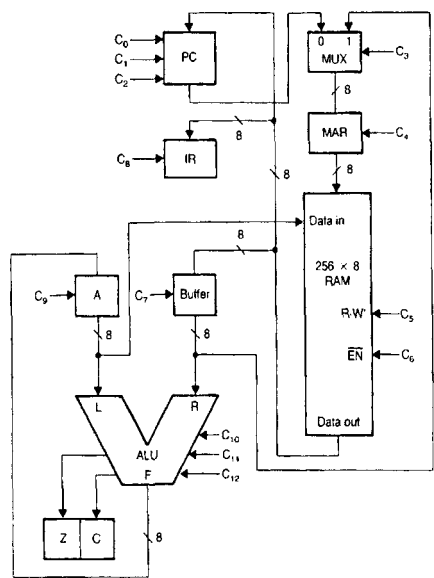 C0
C1
C2
PC
0 1
MUX
C3
8
MAR
C4
8
8
C8
IR
8
Data in
256 × 8
RAM
R·W'
C5
EN
C6
Data out
8
C9
A
C7
Buffer
8
8
L
R
ALU
F
C10
C11
C12
Z
C
8